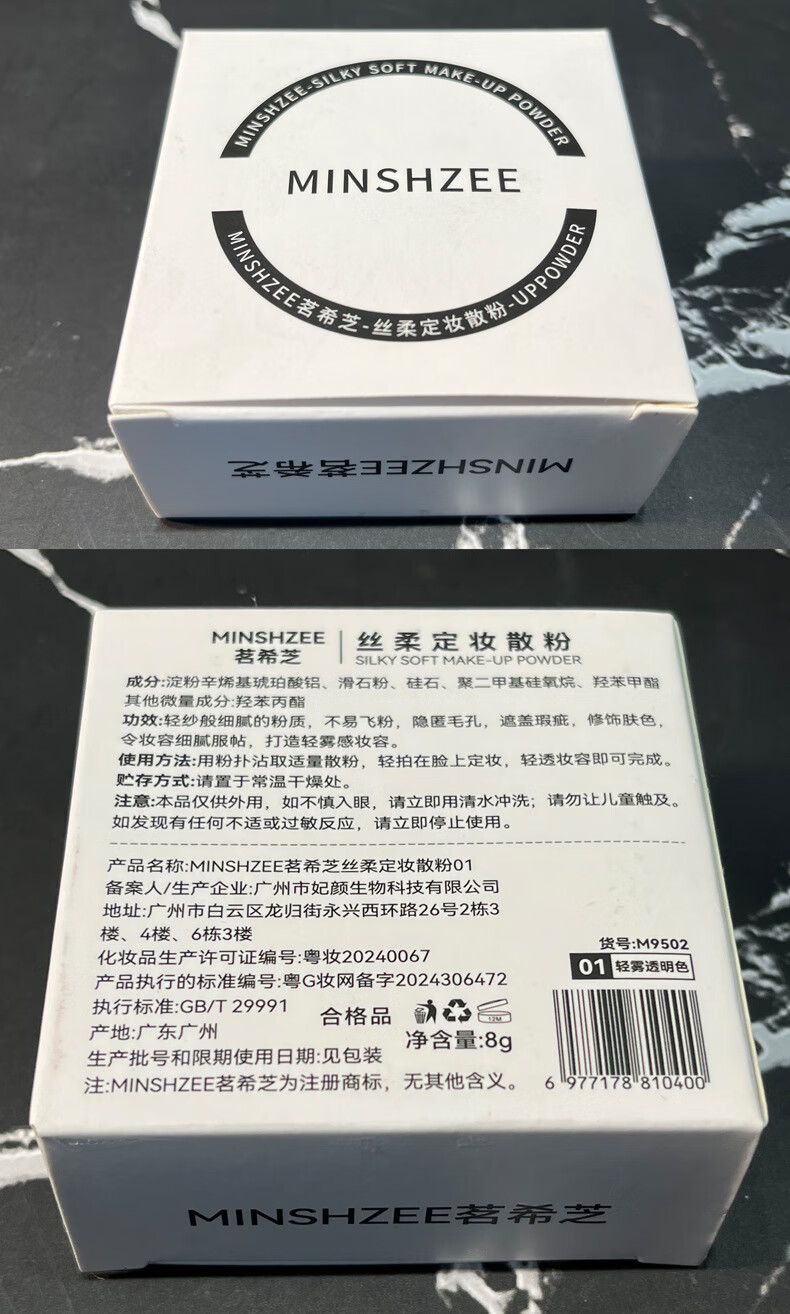 MINSHZEE-SILKY SOFT MAKE-UP POWDER
MINSHZEE
MINSHZEE茗希芝-丝柔定妆散粉-UPPOWDER
MINSHZEE茗希芝
MINSHZEE
茗希芝
丝柔定妆散粉
SILKY SOFT MAKE-UP POWDER
成分:淀粉辛烯基琥珀酸铝、滑石粉、硅石、聚二甲基硅氧烷、羟苯甲酯
其他微量成分:羟苯丙酯
功效:轻纱般细腻的粉质，不易飞粉，隐匿毛孔，遮盖瑕疵，修饰肤色，
令妆容细腻服帖，打造轻雾感妆容。
使用方法:用粉扑沾取适量散粉，轻拍在脸上定妆，轻透妆容即可完成。
贮存方式:请置于常温干燥处。
注意:本品仅供外用，如不慎入眼，请立即用清水冲洗；请勿让儿童触及。
如发现有任何不适或过敏反应，请立即停止使用。
产品名称:MINSHZEE茗希芝丝柔定妆散粉01
备案人/生产企业:广州市妃颜生物科技有限公司
地址:广州市白云区龙归街永兴西环路26号2栋3
楼、4楼、6栋3楼
化妆品生产许可证编号:粤妆20240067
产品执行的标准编号:粤G妆网备字2024306472
执行标准:GB/T 29991
产地:广东广州
生产批号和限期使用日期:见包装
注:MINSHZEE茗希芝为注册商标，无其他含义。
合格品
12M
净含量:8g
货号:M9502
01 轻雾透明色
6 977178 810400
MINSHZEE茗希芝